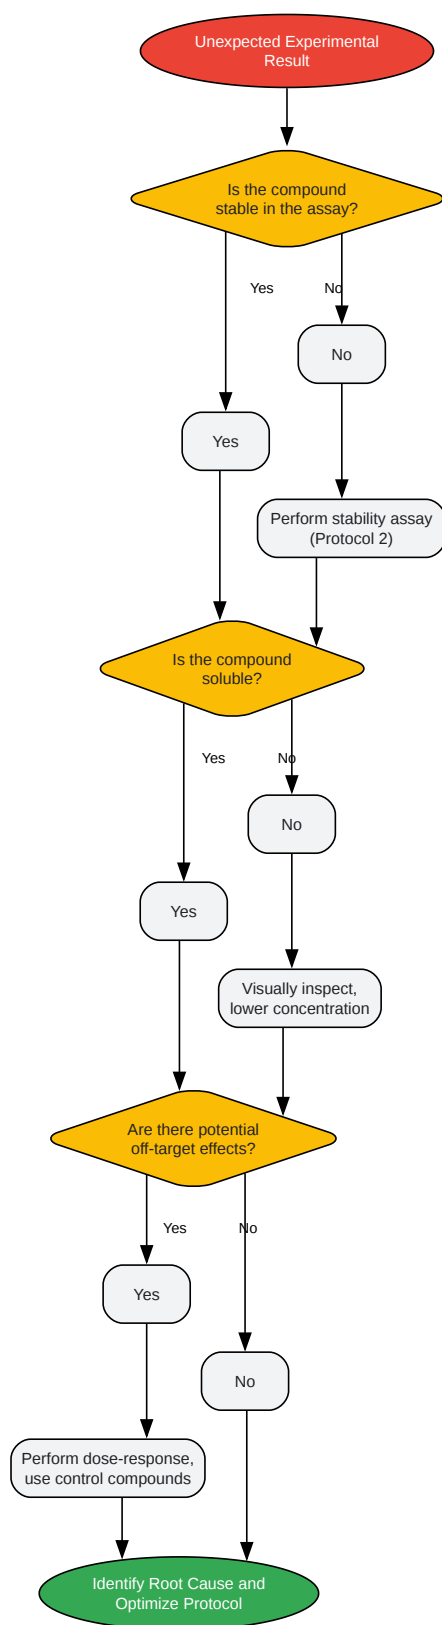 Unexpected Experimental
Result
Is the compound
stable in the assay?
Yes
No
No
Yes
Perform stability assay
(Protocol 2)
Is the compound
soluble?
Yes
No
No
Yes
Visually inspect,
lower concentration
Are there potential
off-target effects?
Yes
No
Yes
No
Perform dose-response,
use control compounds
Identify Root Cause and
Optimize Protocol